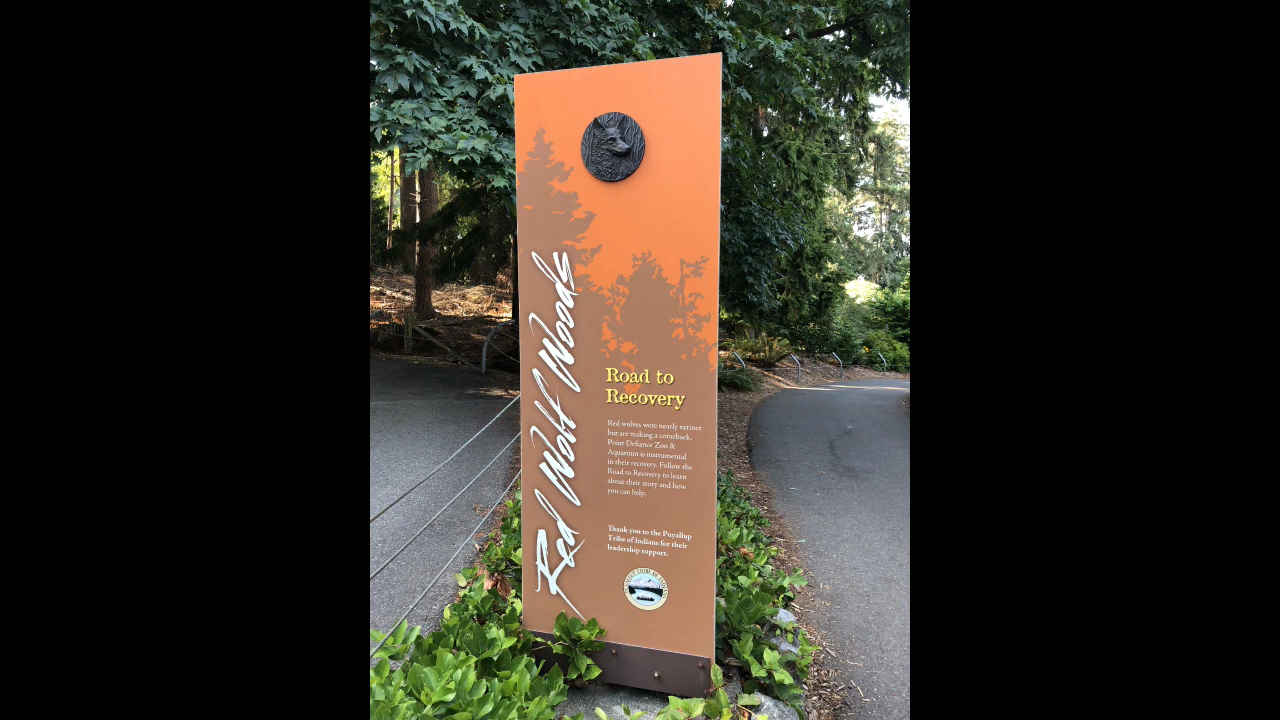 Red Wolf Woods
Road to
Recovery
Red wolves were nearly extinct
but are making a comeback.
Point Defiance Zoo &
Aquarium is instrumental
in their recovery. Follow the
Road to Recovery to learn
about their story and how
you can help.
Thank you to the Puyallup
Tribe of Indians for their
leadership support.